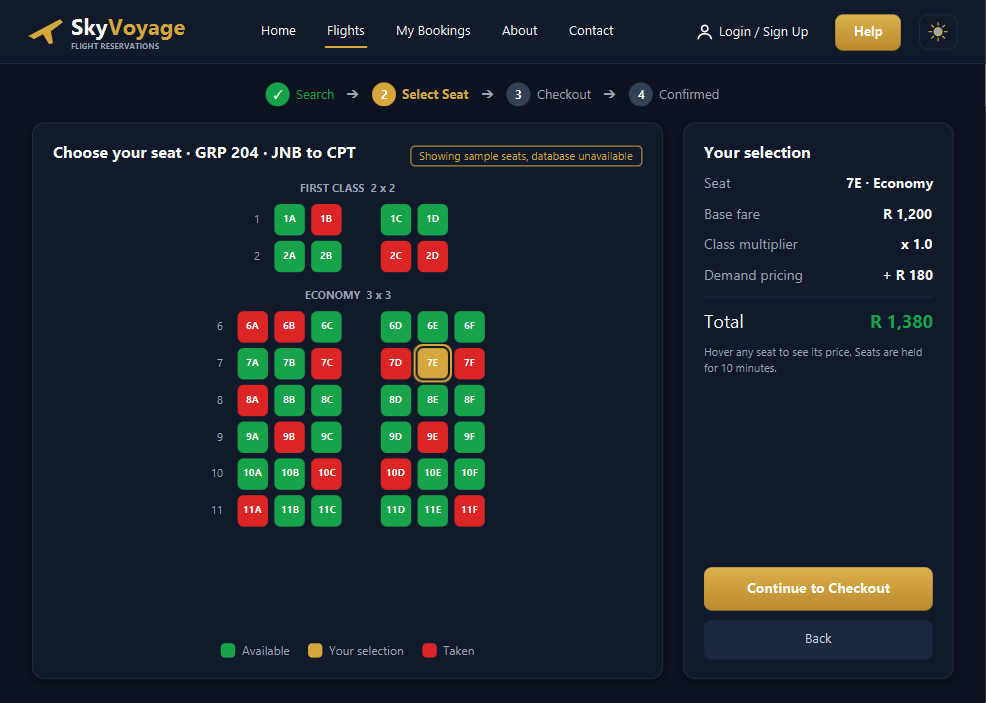 SkyVoyage
FLIGHT RESERVATIONS
Home Flights My Bookings About Contact
Login / Sign Up
Help
✓ Search → 2 Select Seat → 3 Checkout → 4 Confirmed
Choose your seat · GRP 204 · JNB to CPT
Showing sample seats, database unavailable
FIRST CLASS 2 x 2
1 1A 1B 1C 1D
2 2A 2B 2C 2D
ECONOMY 3 x 3
6 6A 6B 6C 6D 6E 6F
7 7A 7B 7C 7D 7E 7F
8 8A 8B 8C 8D 8E 8F
9 9A 9B 9C 9D 9E 9F
10 10A 10B 10C 10D 10E 10F
11 11A 11B 11C 11D 11E 11F
Available Your selection Taken
Your selection
Seat 7E · Economy
Base fare R 1,200
Class multiplier x 1.0
Demand pricing + R 180
Total R 1,380
Hover any seat to see its price. Seats are held
for 10 minutes.
Continue to Checkout
Back